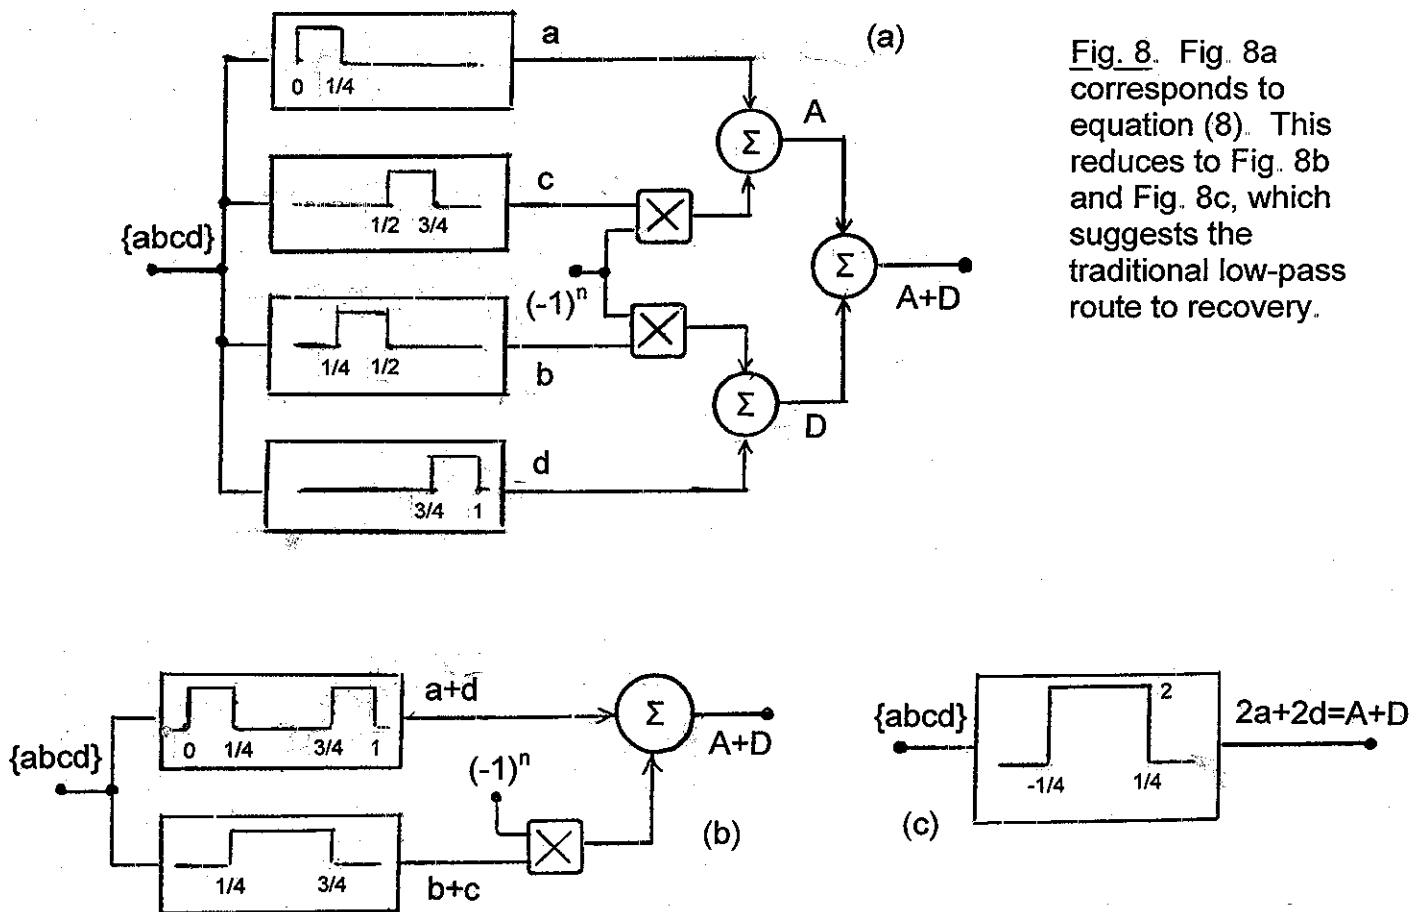 a
(a)
0 1/4
A
Σ
c
1/2 3/4
{abcd}
(-1)ⁿ
Σ
A+D
1/4 1/2
b
Σ
D
d
3/4 1
Fig. 8. Fig. 8a
corresponds to
equation (8). This
reduces to Fig. 8b
and Fig. 8c, which
suggests the
traditional low-pass
route to recovery.
a+d
Σ
A+D
0 1/4 3/4 1
{abcd}
(-1)ⁿ
(b)
1/4 3/4
b+c
{abcd}
2
2a+2d=A+D
-1/4 1/4
(c)